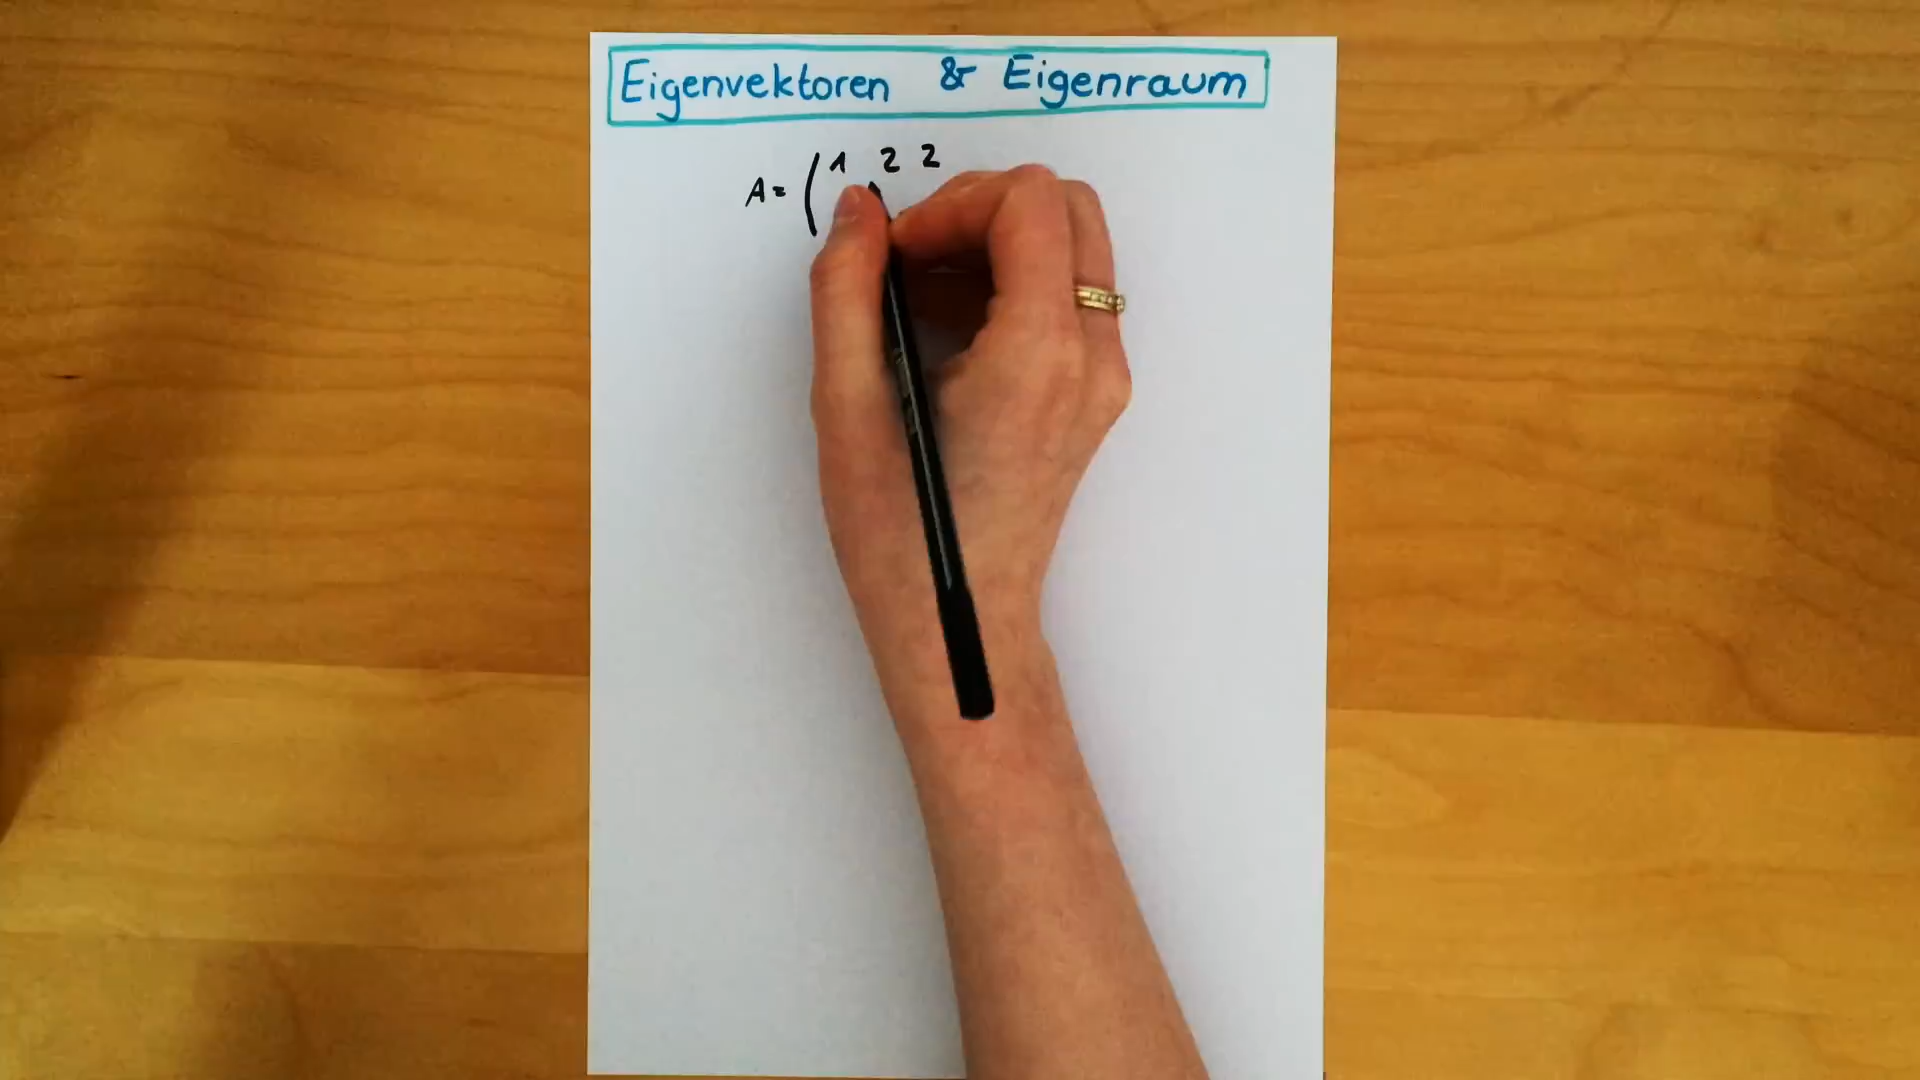 Eigenvektoren & Eigenraum
A = ( 1 2 2